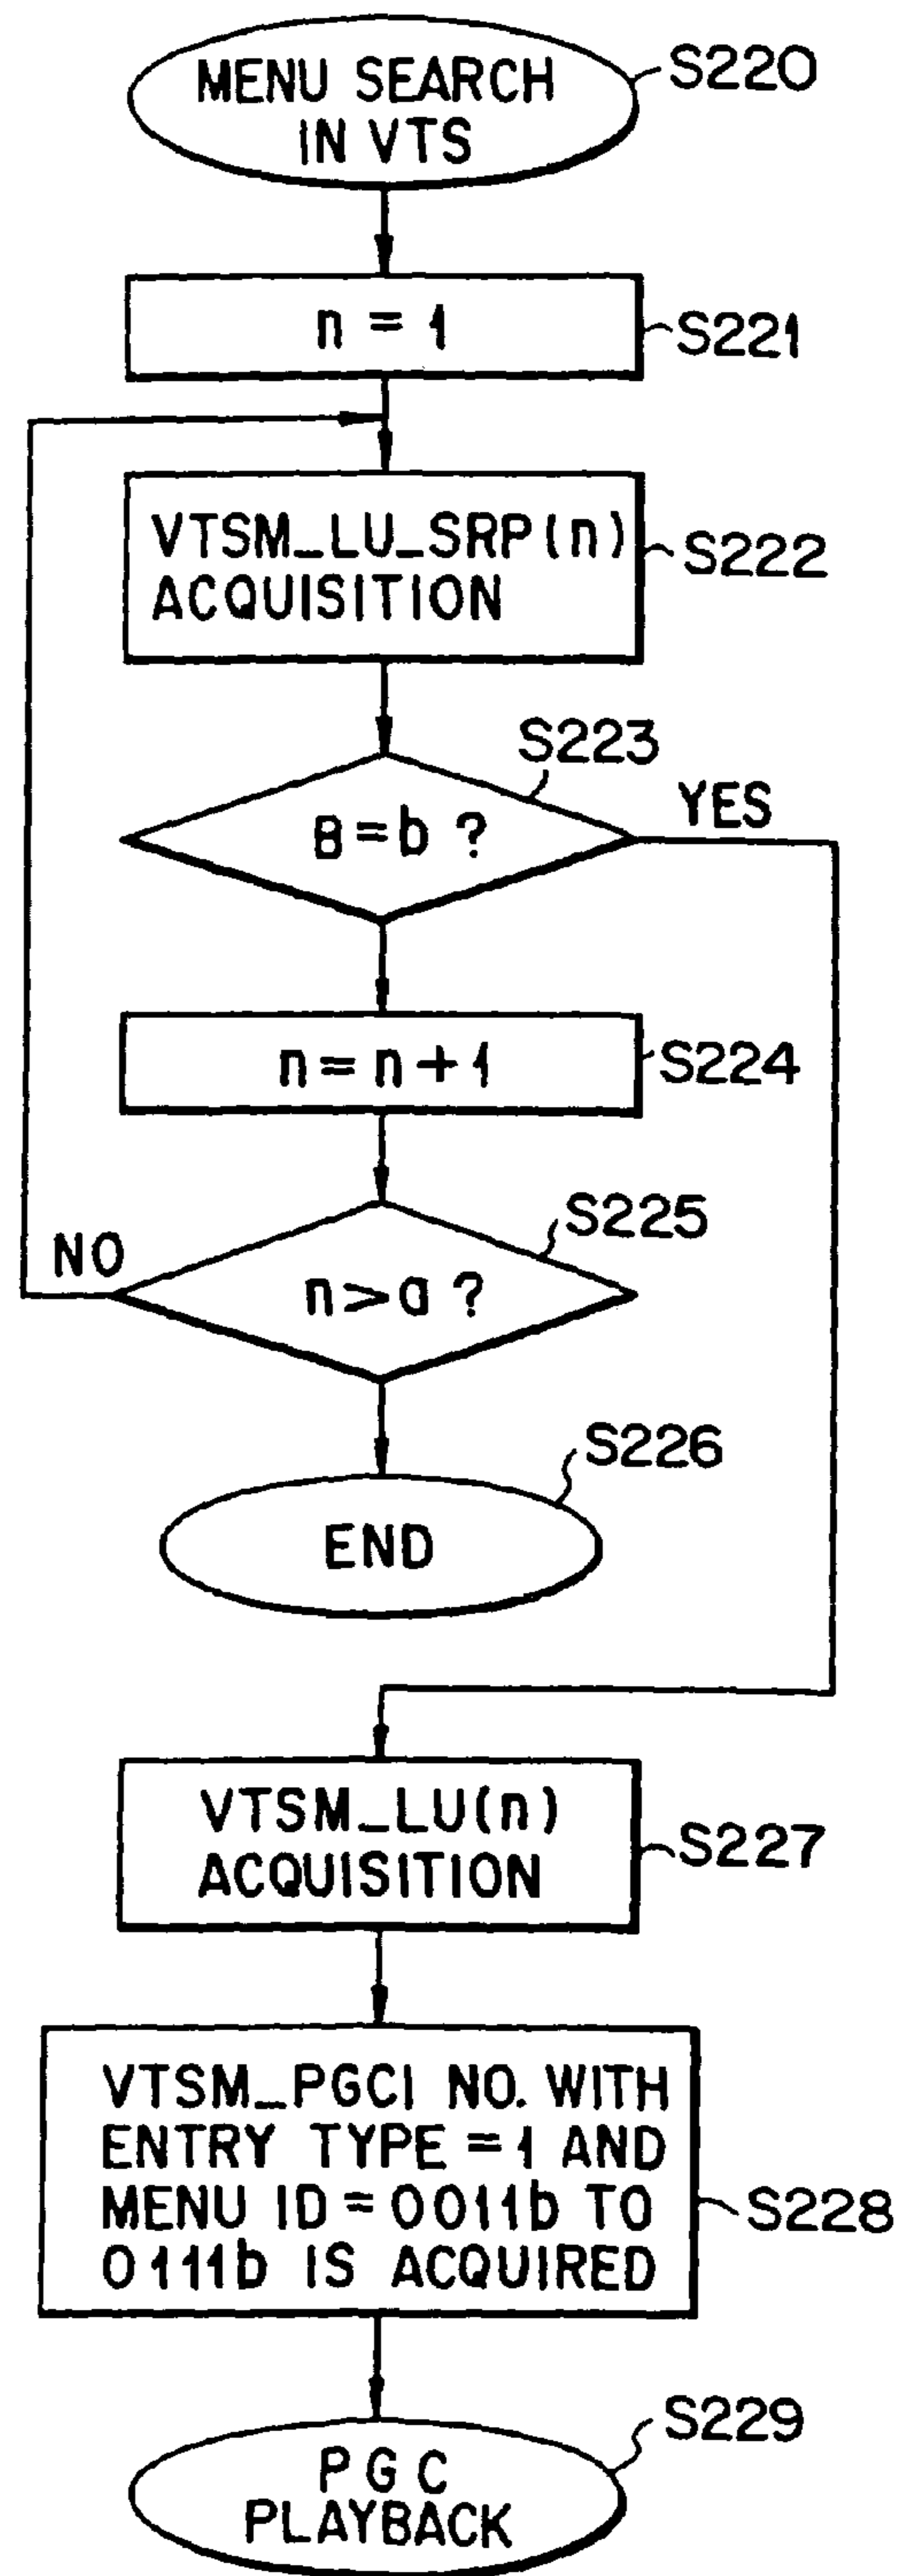 MENU SEARCH
IN VTS
S220
n = 1
S221
VTSM_LU_SRP(n)
ACQUISITION
S222
S223
B=b ?
YES
n=n+1
S224
S225
NO
n>a ?
S226
END
VTSM_LU(n)
ACQUISITION
S227
VTSM_PGCI NO. WITH
ENTRY TYPE=1 AND
MENU ID=0011b TO
0111b IS ACQUIRED
S228
S229
PGC
PLAYBACK